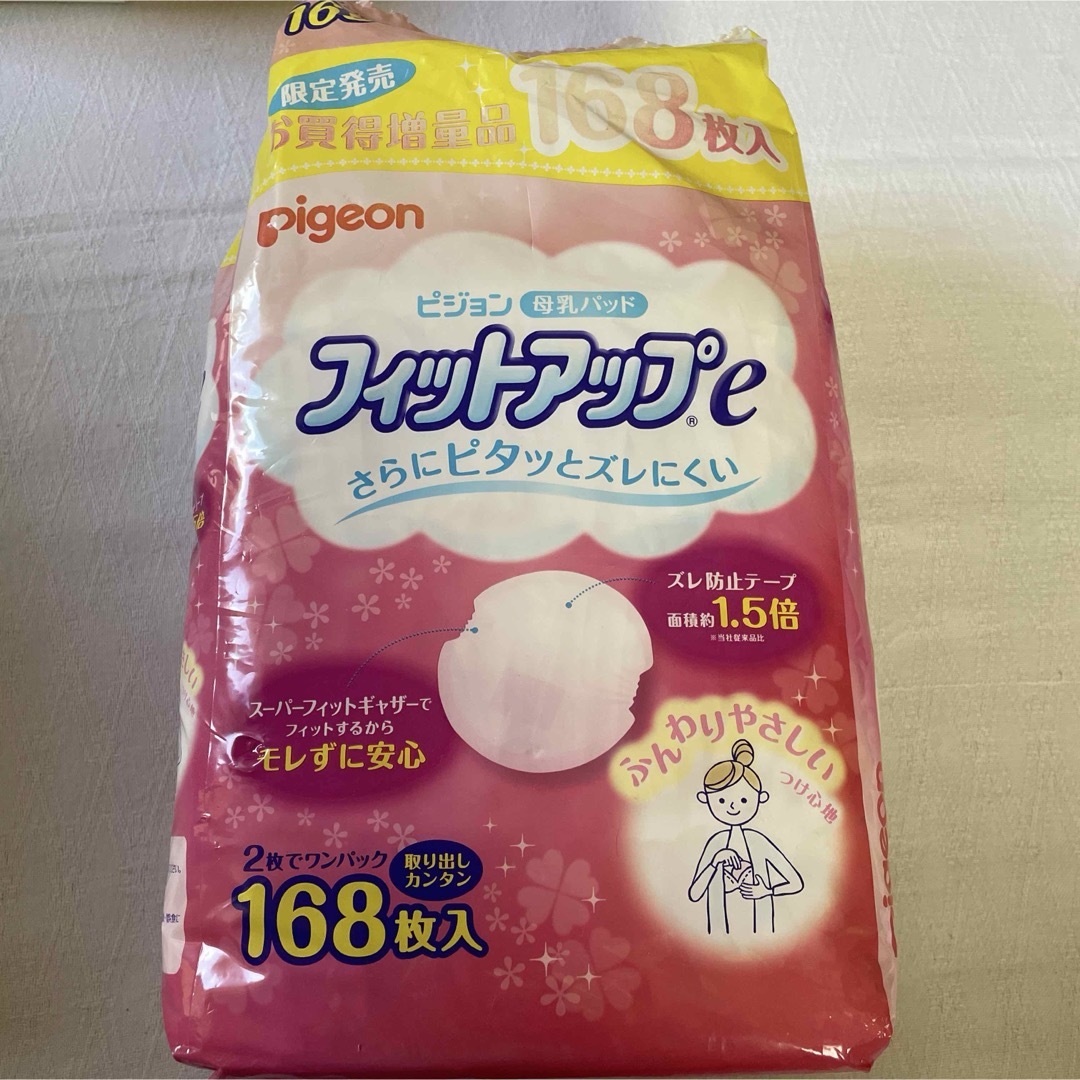 限定発売
お買得増量品 168枚入
Pigeon
ピジョン 母乳パッド
フィットアップ®e
さらにピタッとズレにくい
ズレ防止テープ
面積約1.5倍
※当社従来品比
スーパーフィットギャザーで
フィットするから
モレずに安心
ふんわりやさしい
つけ心地
2枚でワンパック
取り出し
カンタン
168枚入